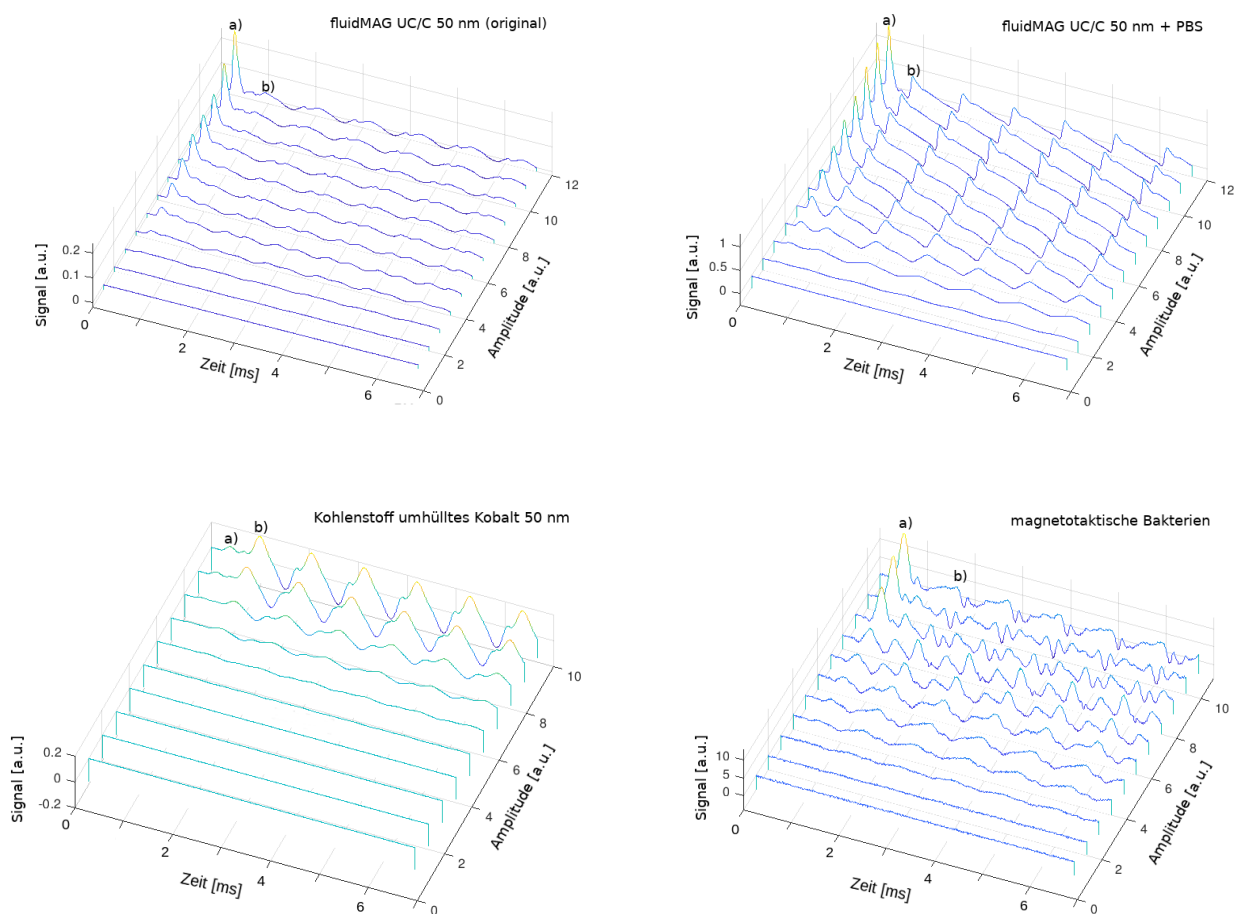 fluidMAG UC/C 50 nm (original)
a)
b)
0.2
0.1
0
Signal [a.u.]
0
2
4
6
Zeit [ms]
0
2
4
6
8
10
12
Amplitude [a.u.]
fluidMAG UC/C 50 nm + PBS
a)
b)
1
0.5
0
Signal [a.u.]
0
2
4
6
Zeit [ms]
0
2
4
6
8
10
12
Amplitude [a.u.]
Kohlenstoff umhülltes Kobalt 50 nm
b)
a)
0.2
0
-0.2
Signal [a.u.]
0
2
4
6
Zeit [ms]
0
2
4
6
8
10
Amplitude [a.u.]
magnetotaktische Bakterien
a)
b)
10
5
0
Signal [a.u.]
0
2
4
6
Zeit [ms]
0
2
4
6
8
10
Amplitude [a.u.]